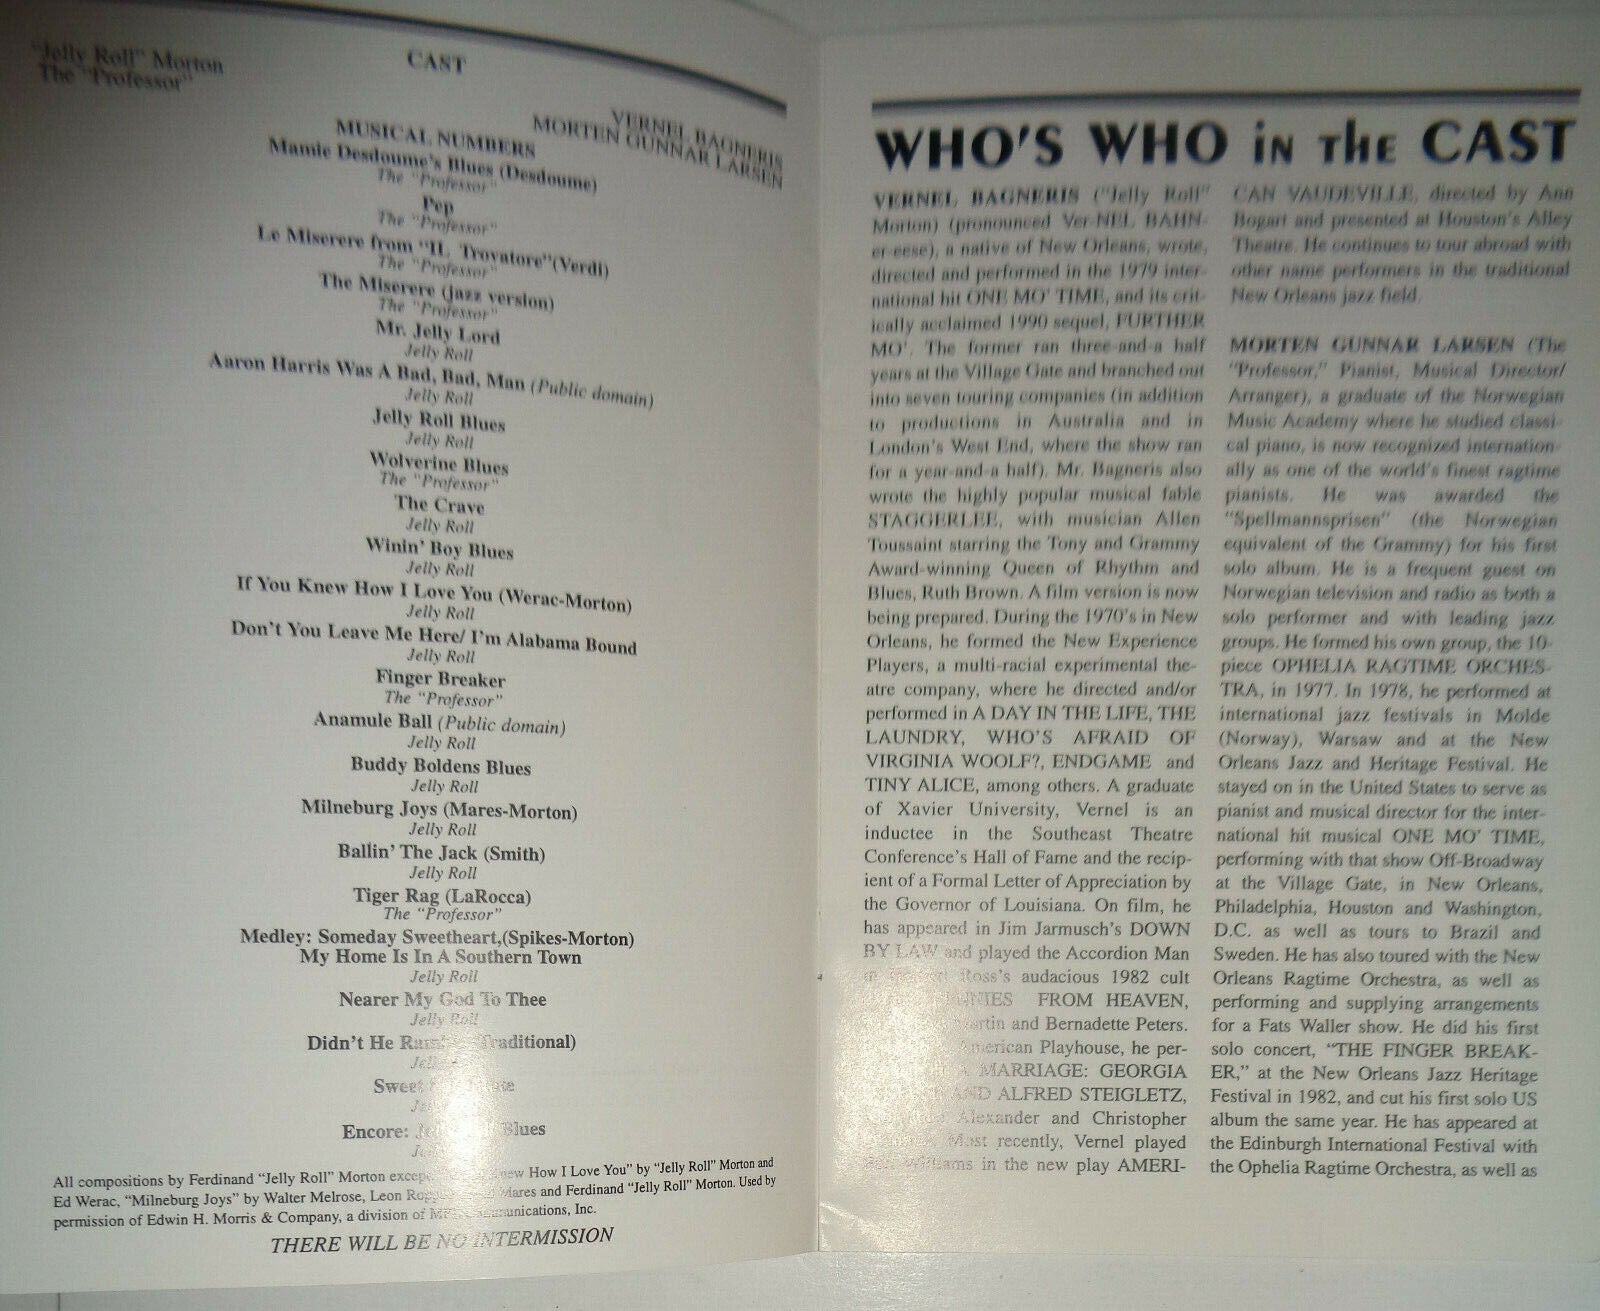 "Jelly Roll" Morton
The "Professor"
CAST
VERNEL BAGNERIS
MORTEN GUNNAR LARSEN
MUSICAL NUMBERS
Mamie Desdoume's Blues (Desdoume)
The "Professor"
Pep
The "Professor"
Le Miserere from "IL Trovatore"(Verdi)
The "Professor"
The Miserere (jazz version)
The "Professor"
Mr. Jelly Lord
Jelly Roll
Aaron Harris Was A Bad, Bad, Man (Public domain)
Jelly Roll
Jelly Roll Blues
Jelly Roll
Wolverine Blues
The "Professor"
The Crave
Jelly Roll
Winin' Boy Blues
Jelly Roll
If You Knew How I Love You (Werac-Morton)
Jelly Roll
Don't You Leave Me Here/ I'm Alabama Bound
Jelly Roll
Finger Breaker
The "Professor"
Anamule Ball (Public domain)
Jelly Roll
Buddy Boldens Blues
Jelly Roll
Milneburg Joys (Mares-Morton)
Jelly Roll
Ballin' The Jack (Smith)
Jelly Roll
Tiger Rag (LaRocca)
The "Professor"
Medley: Someday Sweetheart,(Spikes-Morton)
My Home Is In A Southern Town
Jelly Roll
Nearer My God To Thee
Jelly Roll
Didn't He
Sweet
Encore: Blues
All compositions by Ferdinand "Jelly Roll" Morton How I Love You" by "Jelly Roll" Morton and
Ed Werac, "Milneburg Joys" by Walter Melrose, Leon Mares and Ferdinand "Jelly Roll" Morton. Used by
permission of Edwin H. Morris & Company, a division of Inc.
THERE WILL BE NO INTERMISSION
WHO'S WHO in the CAST
VERNEL BAGNERIS ("Jelly Roll"
Morton) (pronounced Ver-NEL BAHN-
er-eese), a native of New Orleans, wrote,
directed and performed in the 1979 inter-
national hit ONE MO' TIME, and its crit-
ically acclaimed 1990 sequel, FURTHER
MO'. The former ran three-and-a half
years at the Village Gate and branched out
into seven touring companies (in addition
to productions in Australia and in
London's West End, where the show ran
for a year-and-a half). Mr. Bagneris also
wrote the highly popular musical fable
STAGGERLEE, with musician Allen
Toussaint starring the Tony and Grammy
Award-winning Queen of Rhythm and
Blues, Ruth Brown. A film version is now
being prepared. During the 1970's in New
Orleans, he formed the New Experience
Players, a multi-racial experimental the-
atre company, where he directed and/or
performed in A DAY IN THE LIFE, THE
LAUNDRY, WHO'S AFRAID OF
VIRGINIA WOOLF?, ENDGAME and
TINY ALICE, among others. A graduate
of Xavier University, Vernel is an
inductee in the Southeast Theatre
Conference's Hall of Fame and the recip-
ient of a Formal Letter of Appreciation by
the Governor of Louisiana. On film, he
has appeared in Jim Jarmusch's DOWN
BY LAW and played the Accordion Man
Ross's audacious 1982 cult
FROM HEAVEN,
and Bernadette Peters.
American Playhouse, he per-
MARRIAGE: GEORGIA
AND ALFRED STEIGLETZ,
Alexander and Christopher
Most recently, Vernel played
Williams in the new play AMERI-
CAN VAUDEVILLE, directed by Ann
Bogart and presented at Houston's Alley
Theatre. He continues to tour abroad with
other name performers in the traditional
New Orleans jazz field.
MORTEN GUNNAR LARSEN (The
"Professor," Pianist, Musical Director/
Arranger), a graduate of the Norwegian
Music Academy where he studied classi-
cal piano, is now recognized internation-
ally as one of the world's finest ragtime
pianists. He was awarded the
"Spellmannsprisen" (the Norwegian
equivalent of the Grammy) for his first
solo album. He is a frequent guest on
Norwegian television and radio as both a
solo performer and with leading jazz
groups. He formed his own group, the 10-
piece OPHELIA RAGTIME ORCHES-
TRA, in 1977. In 1978, he performed at
international jazz festivals in Molde
(Norway), Warsaw and at the New
Orleans Jazz and Heritage Festival. He
stayed on in the United States to serve as
pianist and musical director for the inter-
national hit musical ONE MO' TIME,
performing with that show Off-Broadway
at the Village Gate, in New Orleans,
Philadelphia, Houston and Washington,
D.C. as well as tours to Brazil and
Sweden. He has also toured with the New
Orleans Ragtime Orchestra, as well as
performing and supplying arrangements
for a Fats Waller show. He did his first
solo concert, "THE FINGER BREAK-
ER," at the New Orleans Jazz Heritage
Festival in 1982, and cut his first solo US
album the same year. He has appeared at
the Edinburgh International Festival with
the Ophelia Ragtime Orchestra, as well as